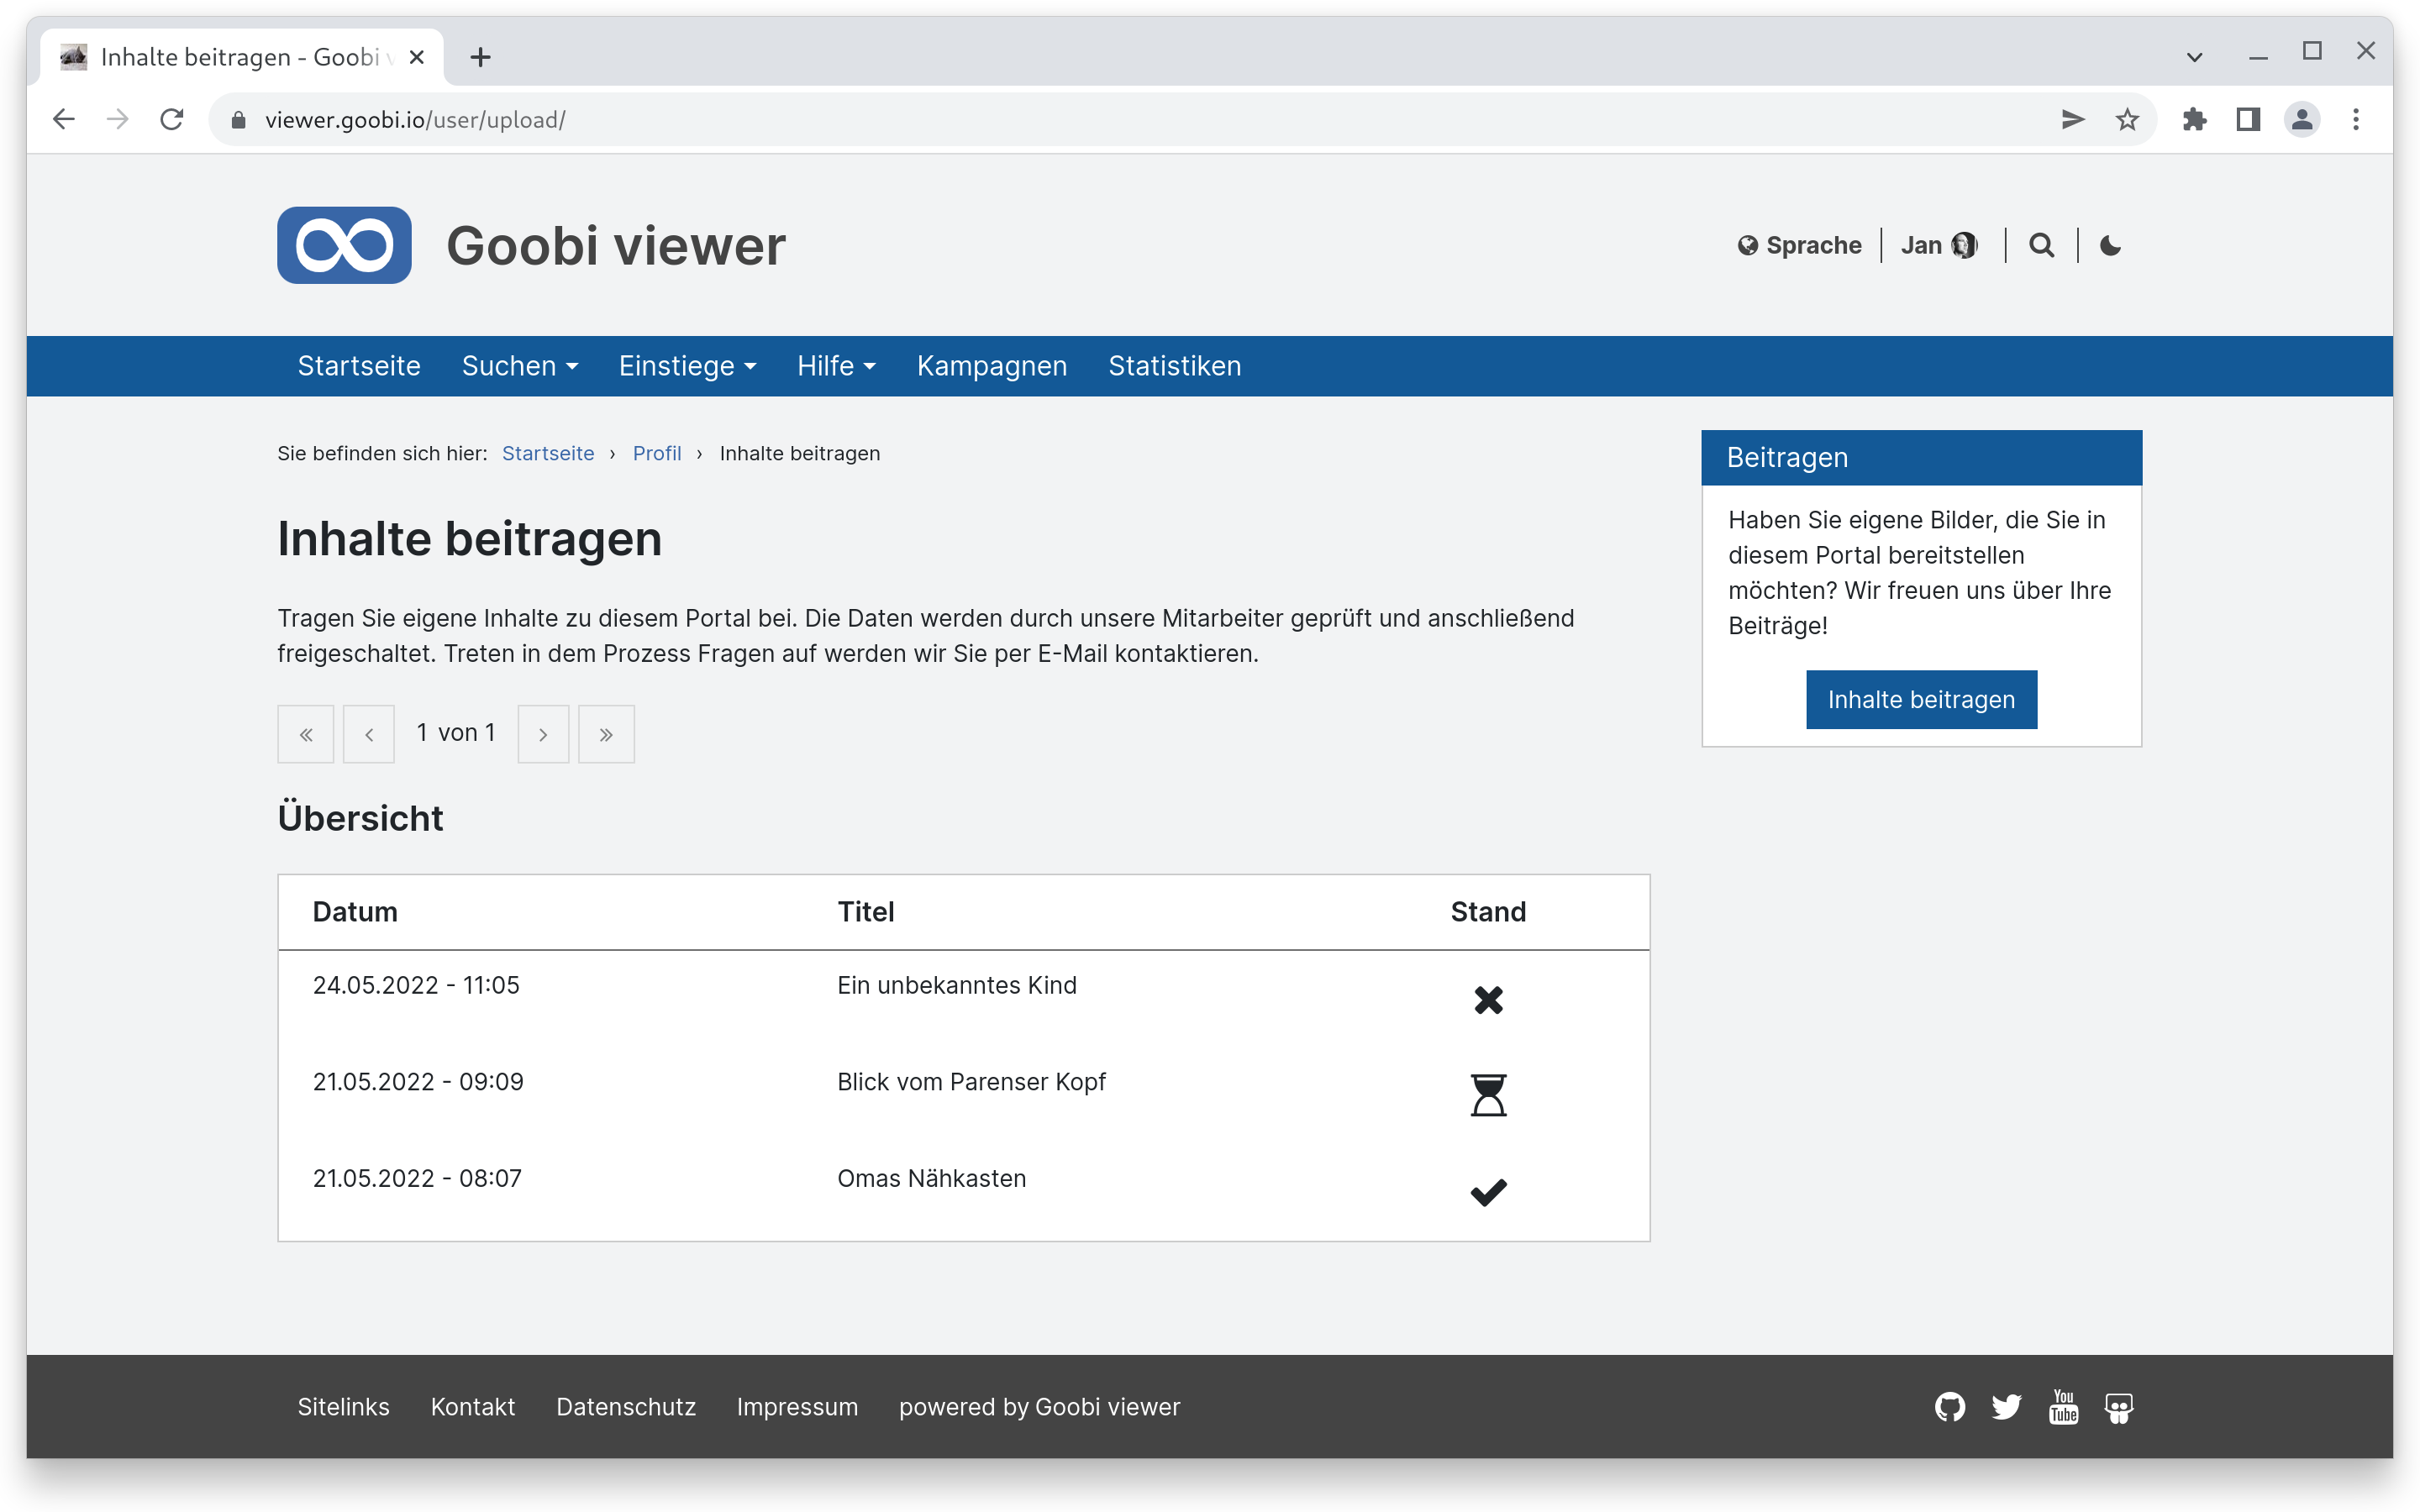 Inhalte beitragen - Goobi
viewer.goobi.io/user/upload/
Goobi viewer
Sprache
Jan
Startseite Suchen Einstiege Hilfe Kampagnen Statistiken
Sie befinden sich hier: Startseite › Profil › Inhalte beitragen
Inhalte beitragen
Tragen Sie eigene Inhalte zu diesem Portal bei. Die Daten werden durch unsere Mitarbeiter geprüft und anschließend
freigeschaltet. Treten in dem Prozess Fragen auf werden wir Sie per E-Mail kontaktieren.
« ‹ 1 von 1 › »
Übersicht
Datum Titel Stand
24.05.2022 - 11:05 Ein unbekanntes Kind
21.05.2022 - 09:09 Blick vom Parenser Kopf
21.05.2022 - 08:07 Omas Nähkasten
Beitragen
Haben Sie eigene Bilder, die Sie in
diesem Portal bereitstellen
möchten? Wir freuen uns über Ihre
Beiträge!
Inhalte beitragen
Sitelinks Kontakt Datenschutz Impressum powered by Goobi viewer
You
Tube